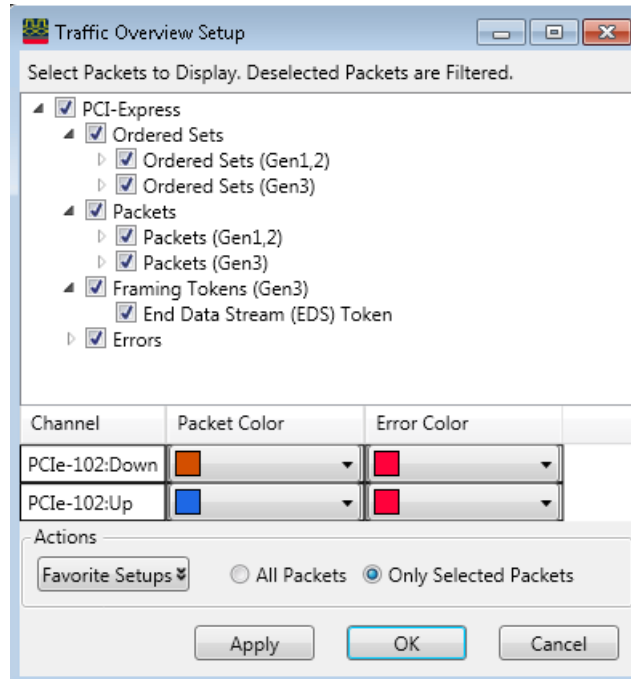 Traffic Overview Setup
Select Packets to Display. Deselected Packets are Filtered.
PCI-Express
Ordered Sets
Ordered Sets (Gen1,2)
Ordered Sets (Gen3)
Packets
Packets (Gen1,2)
Packets (Gen3)
Framing Tokens (Gen3)
End Data Stream (EDS) Token
Errors
Channel Packet Color Error Color
PCIe-102:Down
PCIe-102:Up
Actions
Favorite Setups All Packets Only Selected Packets
Apply OK Cancel